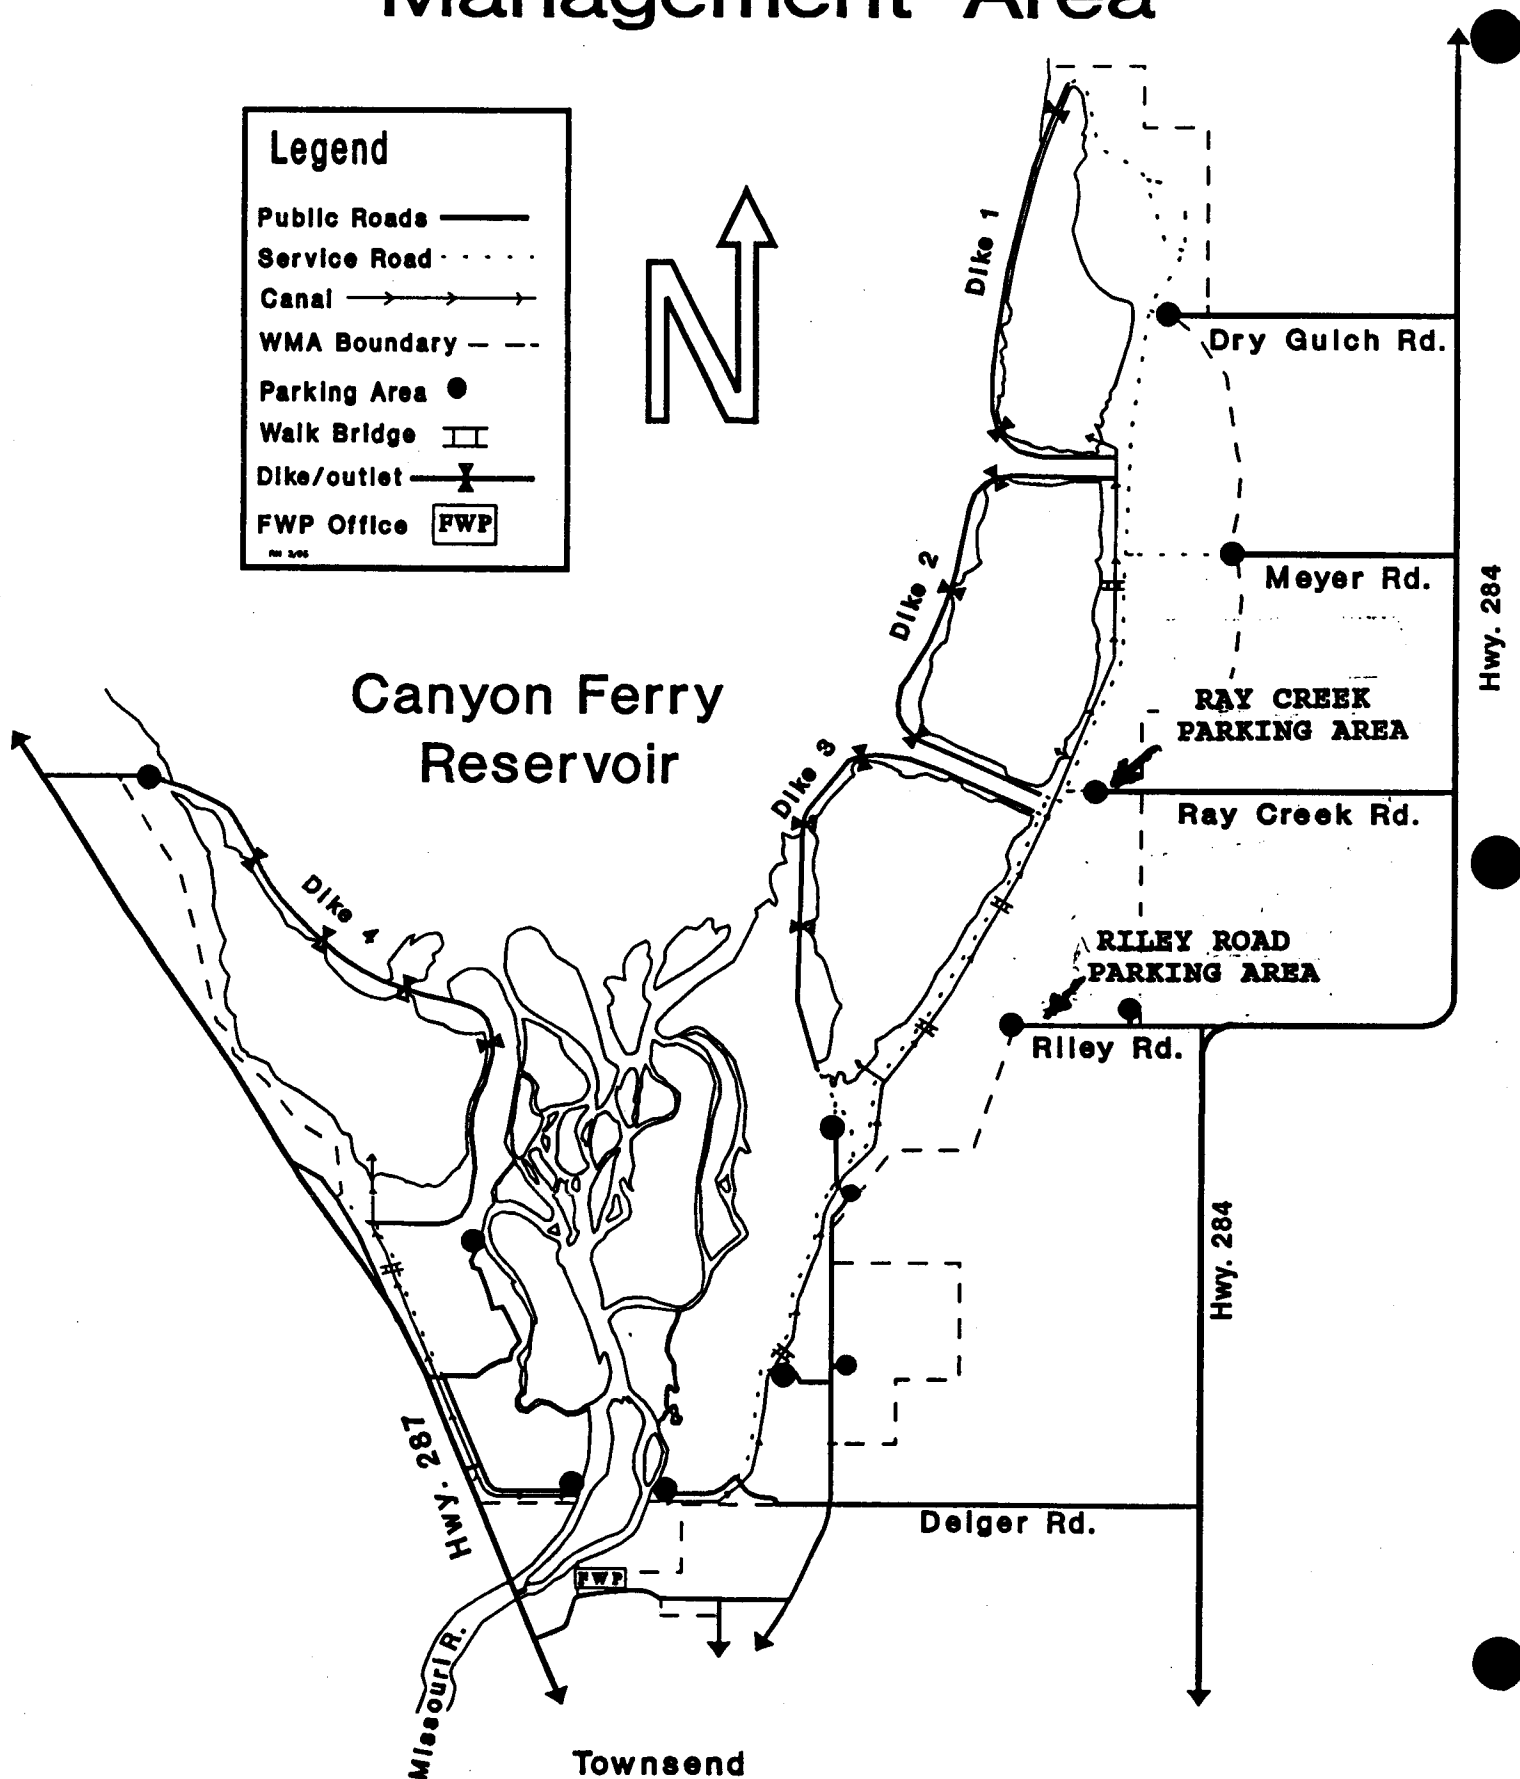 Management Area
Legend
Public Roads
Service Road
Canal
WMA Boundary
Parking Area
Walk Bridge
Dike/outlet
FWP Office FWP
N
Dike 1
Dry Gulch Rd.
Dike 2
Meyer Rd.
Hwy. 284
Canyon Ferry
Reservoir
RAY CREEK
PARKING AREA
Dike 3
Ray Creek Rd.
Dike 4
RILEY ROAD
PARKING AREA
Riley Rd.
Hwy. 284
Hwy. 287
Delger Rd.
FWP
Missouri R.
Townsend